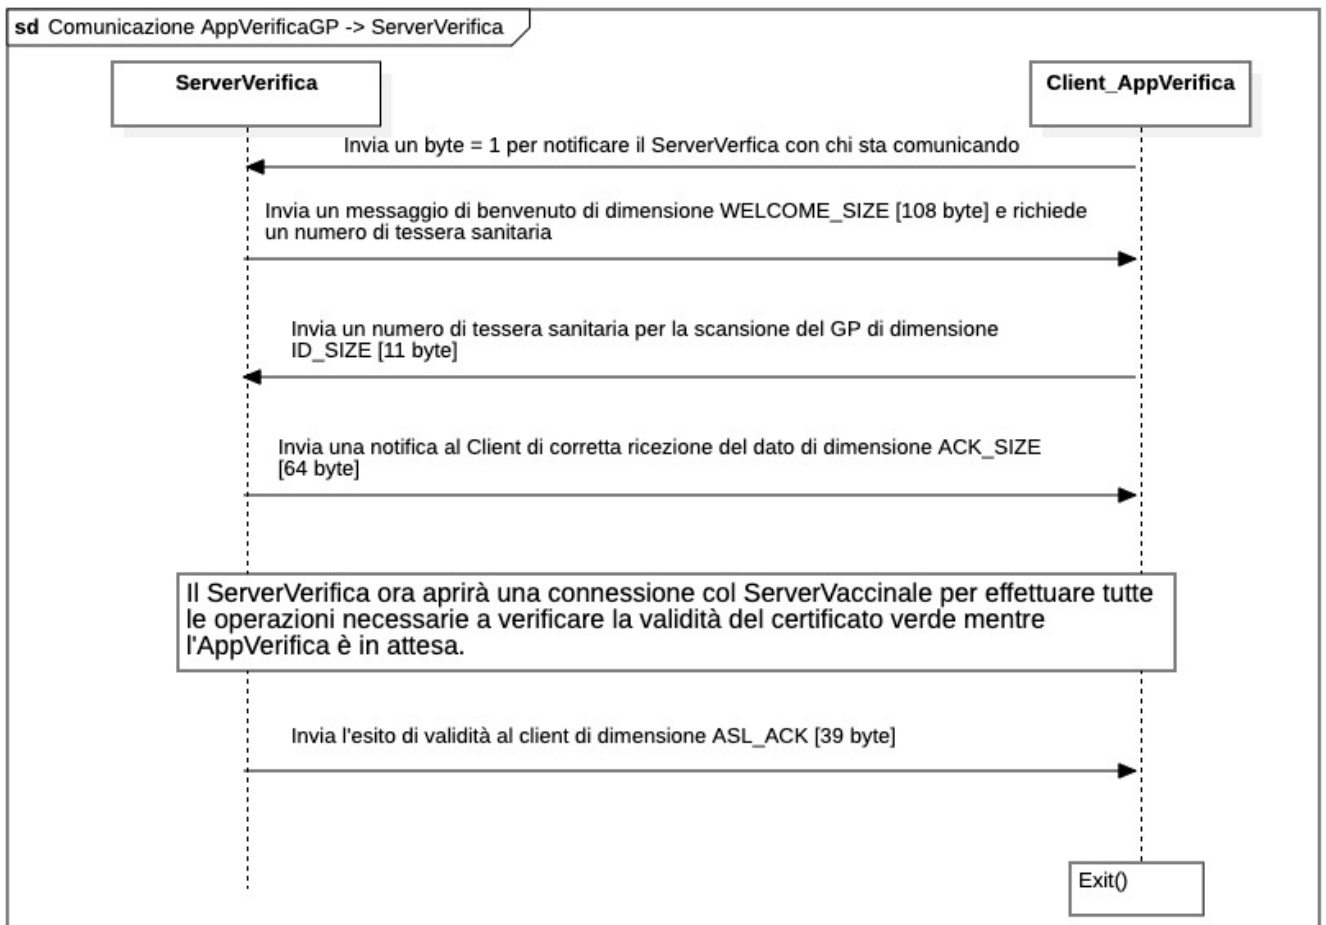 sd Comunicazione AppVerificaGP -> ServerVerifica
ServerVerifica
Client_AppVerifica
Invia un byte = 1 per notificare il ServerVerfica con chi sta comunicando
Invia un messaggio di benvenuto di dimensione WELCOME_SIZE [108 byte] e richiede
un numero di tessera sanitaria
Invia un numero di tessera sanitaria per la scansione del GP di dimensione
ID_SIZE [11 byte]
Invia una notifica al Client di corretta ricezione del dato di dimensione ACK_SIZE
[64 byte]
Il ServerVerifica ora aprirà una connessione col ServerVaccinale per effettuare tutte
le operazioni necessarie a verificare la validità del certificato verde mentre
l'AppVerifica è in attesa.
Invia l'esito di validità al client di dimensione ASL_ACK [39 byte]
Exit()